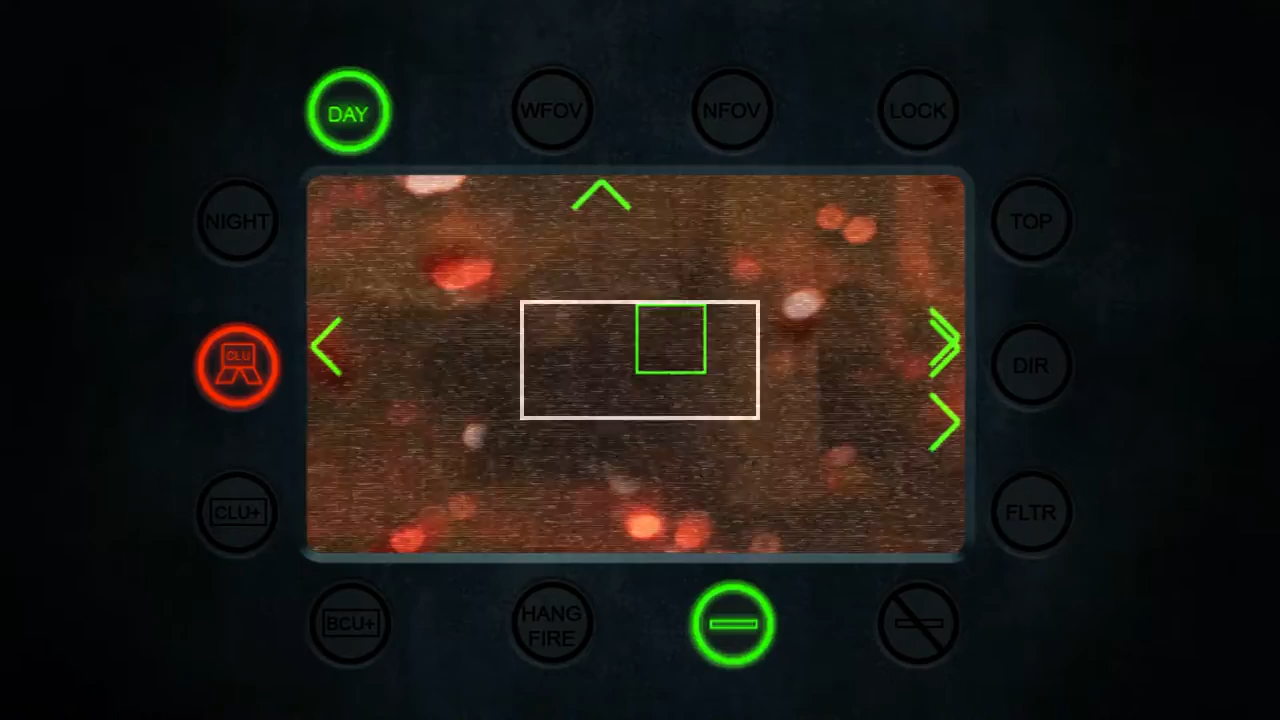 DAY
WFOV
NFOV
LOCK
NIGHT
TOP
CLU
DIR
CLU+
FLTR
BCU+
HANG
FIRE